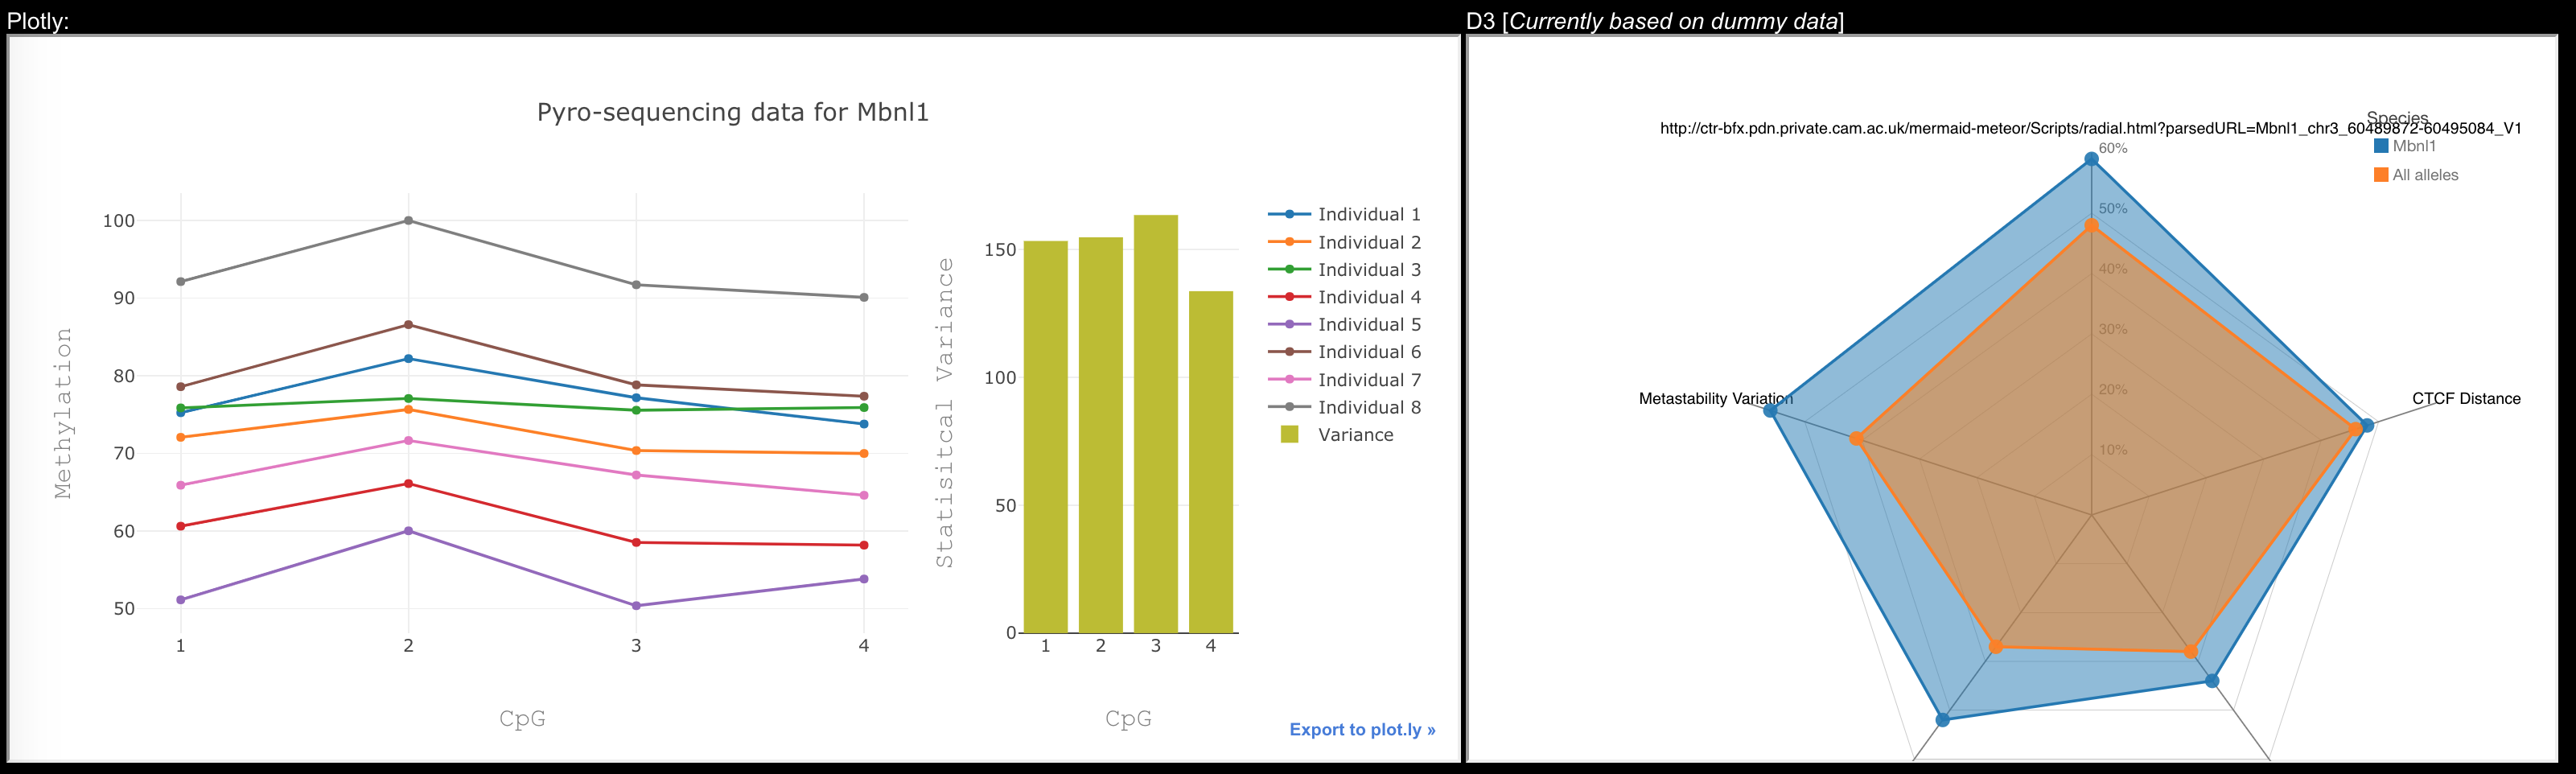 Plotly:
Pyro-sequencing data for Mbnl1
Methylation
100
90
80
70
60
50
1 2 3 4
CpG
Statisitcal Variance
150
100
50
0
1 2 3 4
CpG
Individual 1
Individual 2
Individual 3
Individual 4
Individual 5
Individual 6
Individual 7
Individual 8
Variance
Export to plot.ly »
D3 [Currently based on dummy data]
Species
http://ctr-bfx.pdn.private.cam.ac.uk/mermaid-meteor/Scripts/radial.html?parsedURL=Mbnl1_chr3_60489872-60495084_V1
Mbnl1
All alleles
60%
50%
40%
30%
20%
10%
Metastability Variation
CTCF Distance